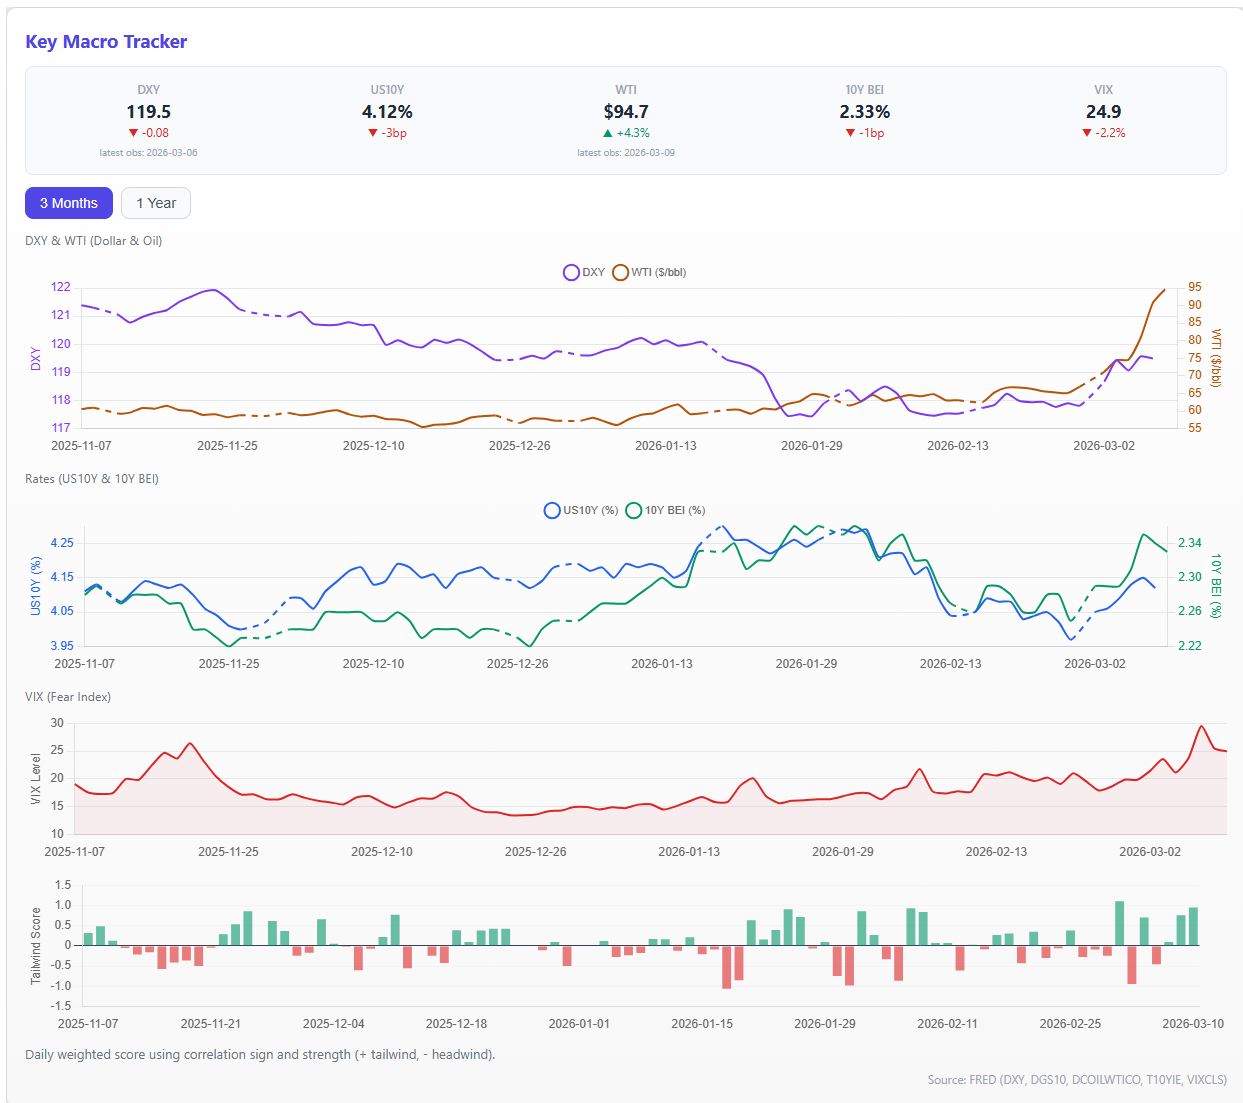 Key Macro Tracker
DXY US10Y WTI 10Y BEI VIX
119.5 4.12% $94.7 2.33% 24.9
▼ -0.08 ▼ -3bp ▲ +4.3% ▼ -1bp ▼ -2.2%
latest obs: 2026-03-06 latest obs: 2026-03-09
3 Months 1 Year
DXY & WTI (Dollar & Oil)
DXY WTI ($/bbl)
DXY
122
121
120
119
118
117
95
90
85
80
75
70
65
60
55
WTI ($/bbl)
2025-11-07 2025-11-25 2025-12-10 2025-12-26 2026-01-13 2026-01-29 2026-02-13 2026-03-02
Rates (US10Y & 10Y BEI)
US10Y (%) 10Y BEI (%)
US10Y (%)
4.25
4.15
4.05
3.95
2.34
2.30
2.26
2.22
10Y BEI (%)
2025-11-07 2025-11-25 2025-12-10 2025-12-26 2026-01-13 2026-01-29 2026-02-13 2026-03-02
VIX (Fear Index)
VIX Level
30
25
20
15
10
2025-11-07 2025-11-25 2025-12-10 2025-12-26 2026-01-13 2026-01-29 2026-02-13 2026-03-02
Tailwind Score
1.5
1.0
0.5
0
-0.5
-1.0
-1.5
2025-11-07 2025-11-21 2025-12-04 2025-12-18 2026-01-01 2026-01-15 2026-01-29 2026-02-11 2026-02-25 2026-03-10
Daily weighted score using correlation sign and strength (+ tailwind, - headwind).
Source: FRED (DXY, DGS10, DCOILWTICO, T10YIE, VIXCLS)